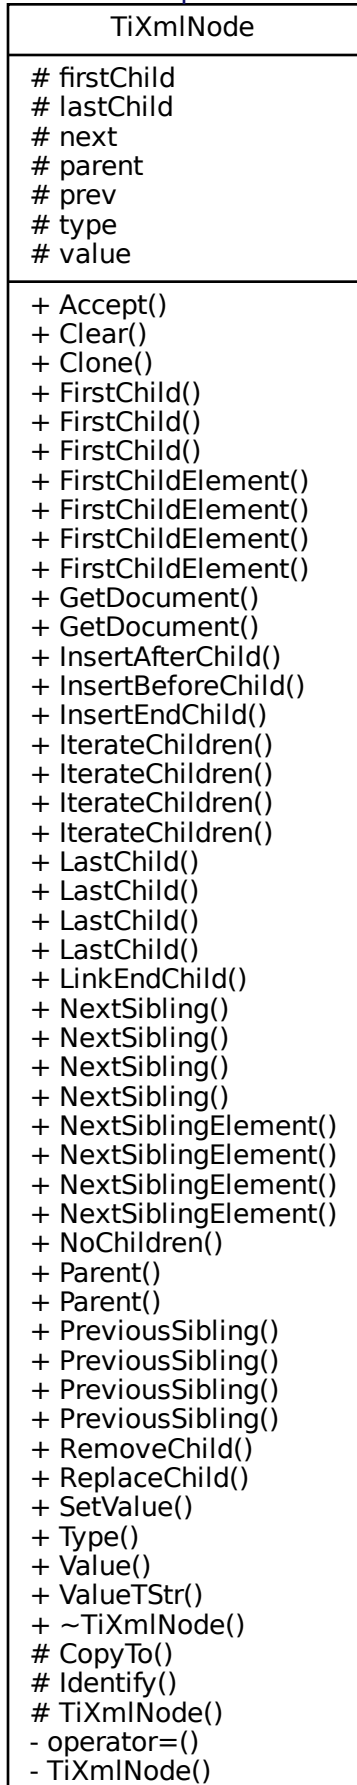 TiXmlNode
# firstChild
# lastChild
# next
# parent
# prev
# type
# value
+ Accept()
+ Clear()
+ Clone()
+ FirstChild()
+ FirstChild()
+ FirstChild()
+ FirstChildElement()
+ FirstChildElement()
+ FirstChildElement()
+ FirstChildElement()
+ GetDocument()
+ GetDocument()
+ InsertAfterChild()
+ InsertBeforeChild()
+ InsertEndChild()
+ IterateChildren()
+ IterateChildren()
+ IterateChildren()
+ IterateChildren()
+ LastChild()
+ LastChild()
+ LastChild()
+ LastChild()
+ LinkEndChild()
+ NextSibling()
+ NextSibling()
+ NextSibling()
+ NextSibling()
+ NextSiblingElement()
+ NextSiblingElement()
+ NextSiblingElement()
+ NextSiblingElement()
+ NoChildren()
+ Parent()
+ Parent()
+ PreviousSibling()
+ PreviousSibling()
+ PreviousSibling()
+ PreviousSibling()
+ RemoveChild()
+ ReplaceChild()
+ SetValue()
+ Type()
+ Value()
+ ValueTStr()
+ ~TiXmlNode()
# CopyTo()
# Identify()
# TiXmlNode()
- operator=()
- TiXmlNode()